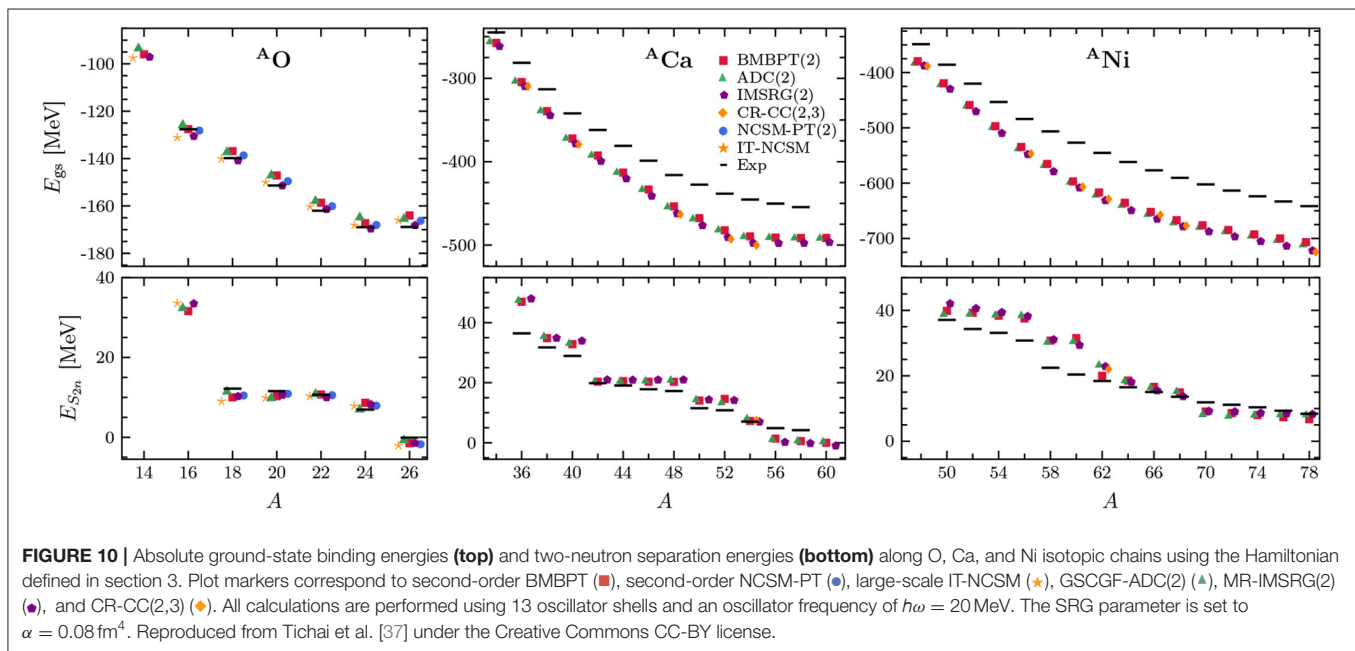 ᴬO
ᴬCa
ᴬNi
BMBPT(2)
ADC(2)
IMSRG(2)
CR-CC(2,3)
NCSM-PT(2)
IT-NCSM
Exp
E_gs [MeV]
-100
-120
-140
-160
-180
-300
-400
-500
-400
-500
-600
-700
E_S₂ₙ [MeV]
40
20
0
40
20
0
40
20
0
14 16 18 20 22 24 26
36 40 44 48 52 56 60
50 54 58 62 66 70 74 78
A
A
A
FIGURE 10 | Absolute ground-state binding energies (top) and two-neutron separation energies (bottom) along O, Ca, and Ni isotopic chains using the Hamiltonian
defined in section 3. Plot markers correspond to second-order BMBPT (■), second-order NCSM-PT (●), large-scale IT-NCSM (★), GSCGF-ADC(2) (▲), MR-IMSRG(2)
(⬟), and CR-CC(2,3) (◆). All calculations are performed using 13 oscillator shells and an oscillator frequency of ℏω = 20 MeV. The SRG parameter is set to
α = 0.08 fm⁴. Reproduced from Tichai et al. [37] under the Creative Commons CC-BY license.